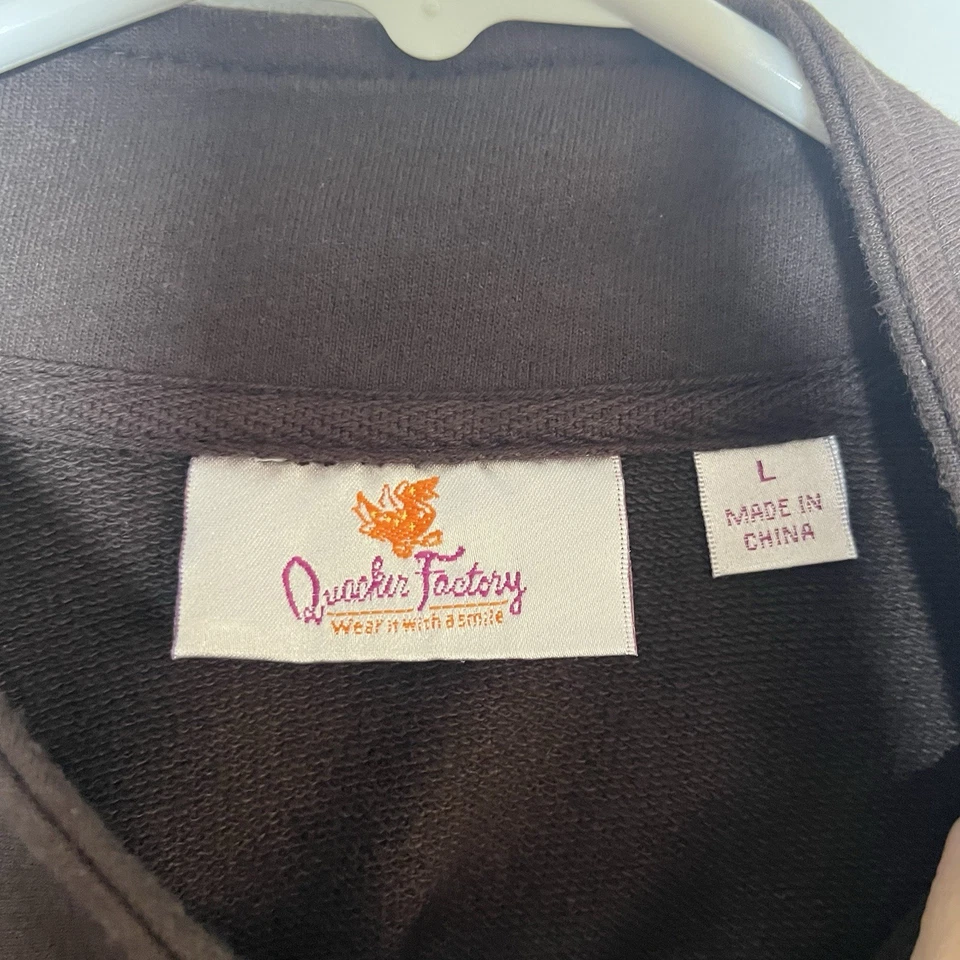 Quacker Factory
Wear it with a smile
L
MADE IN
CHINA